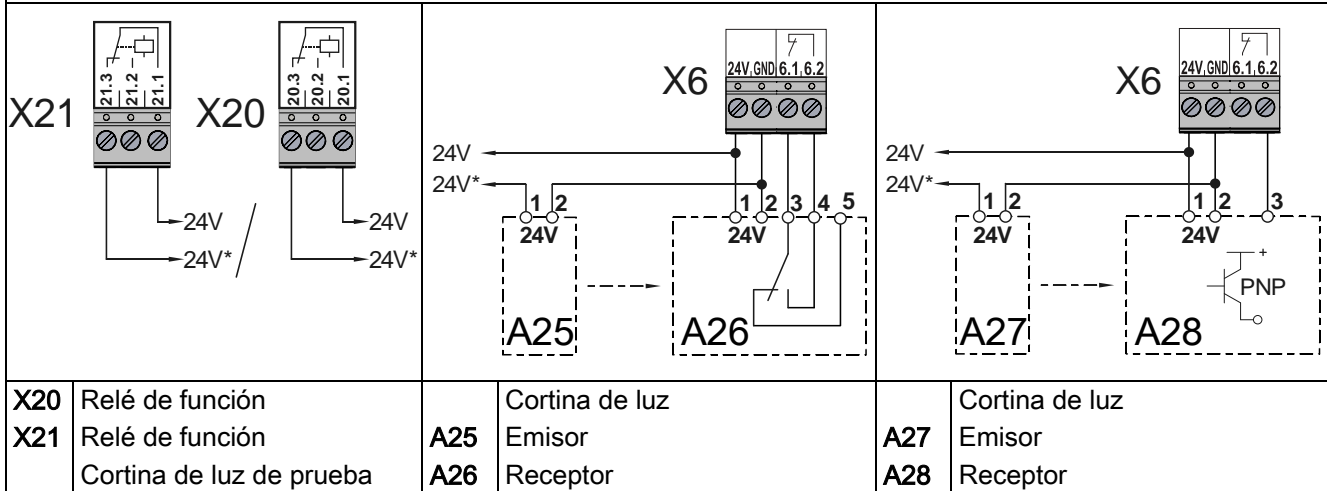 X21
21.3
21.2
21.1
X20
20.3
20.2
20.1
24V
24V*
24V
24V*
X6
24V GND 6.1 6.2
24V
24V*
1 2
24V
1 2 3 4 5
24V
A25
A26
X6
24V GND 6.1 6.2
24V
24V*
1 2
24V
1 2 3
24V
+
PNP
A27
A28
X20 Relé de función
X21 Relé de función
Cortina de luz de prueba
Cortina de luz
A25 Emisor
A26 Receptor
Cortina de luz
A27 Emisor
A28 Receptor